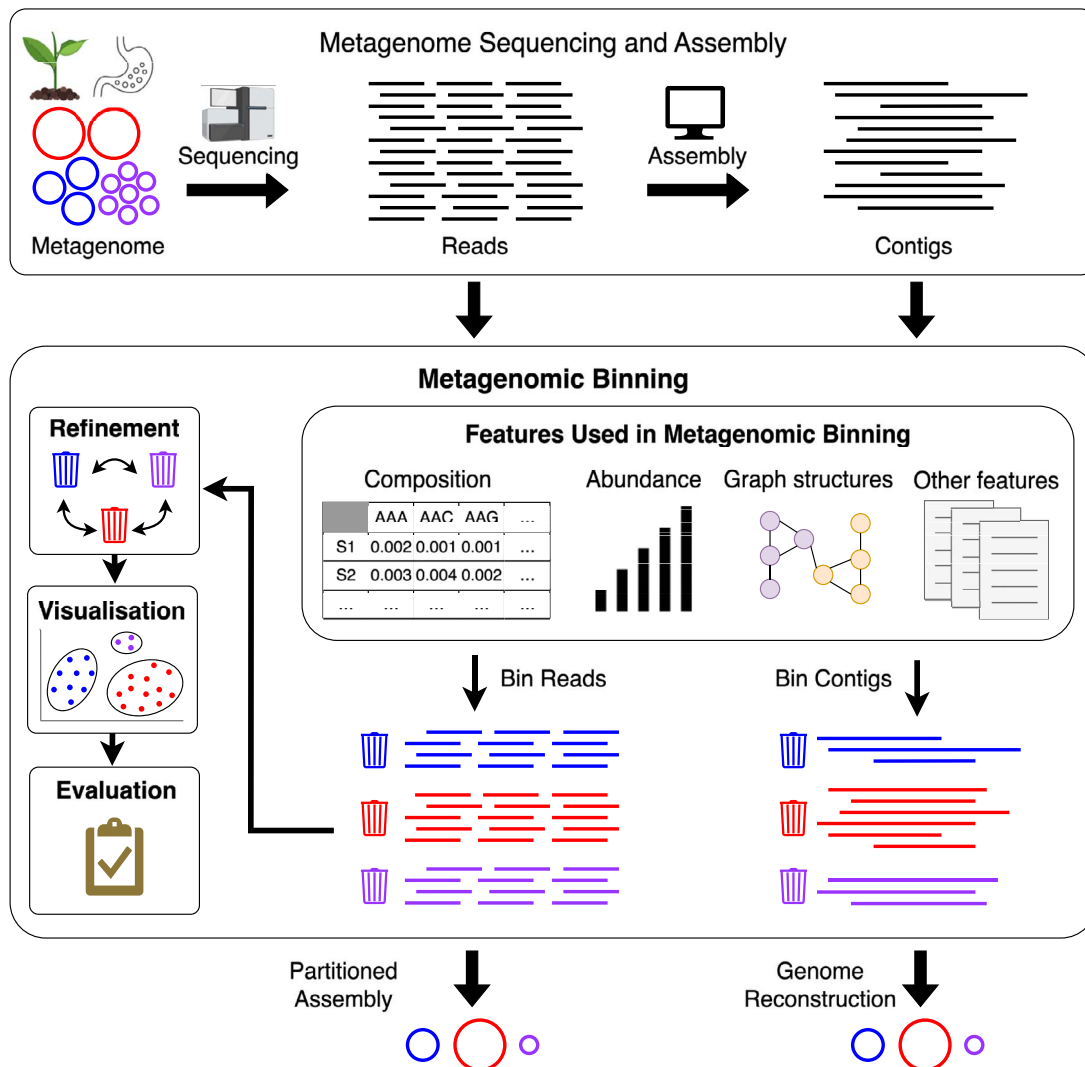 Metagenome Sequencing and Assembly
Sequencing
Assembly
Metagenome
Reads
Contigs
Metagenomic Binning
Refinement
Visualisation
Evaluation
Features Used in Metagenomic Binning
Composition
AAA AAC AAG ...
S1 0.002 0.001 0.001 ...
S2 0.003 0.004 0.002 ...
... ... ... ... ...
Abundance
Graph structures
Other features
Bin Reads
Bin Contigs
Partitioned
Assembly
Genome
Reconstruction